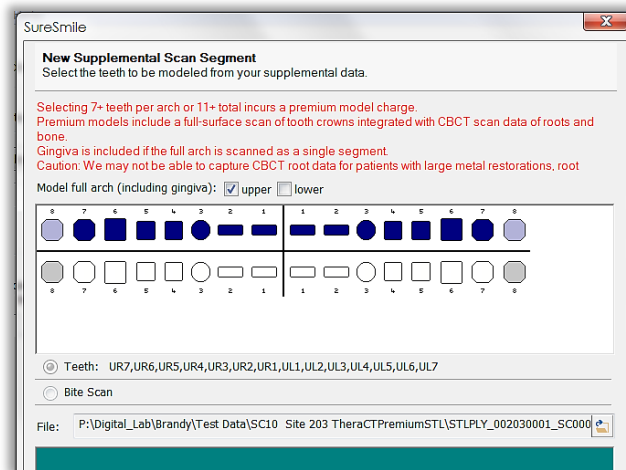 SureSmile
New Supplemental Scan Segment
Select the teeth to be modeled from your supplemental data.
Selecting 7+ teeth per arch or 11+ total incurs a premium model charge.
Premium models include a full-surface scan of tooth crowns integrated with CBCT scan data of roots and
bone.
Gingiva is included if the full arch is scanned as a single segment.
Caution: We may not be able to capture CBCT root data for patients with large metal restorations, root
Model full arch (including gingiva): upper lower
8 7 6 5 4 3 2 1 1 2 3 4 5 6 7 8
8 7 6 5 4 3 2 1 1 2 3 4 5 6 7 8
Teeth: UR7,UR6,UR5,UR4,UR3,UR2,UR1,UL1,UL2,UL3,UL4,UL5,UL6,UL7
Bite Scan
File: P:\Digital_Lab\Brandy\Test Data\SC10 Site 203 TheraCTPremiumSTL\STLPLY_002030001_SC000